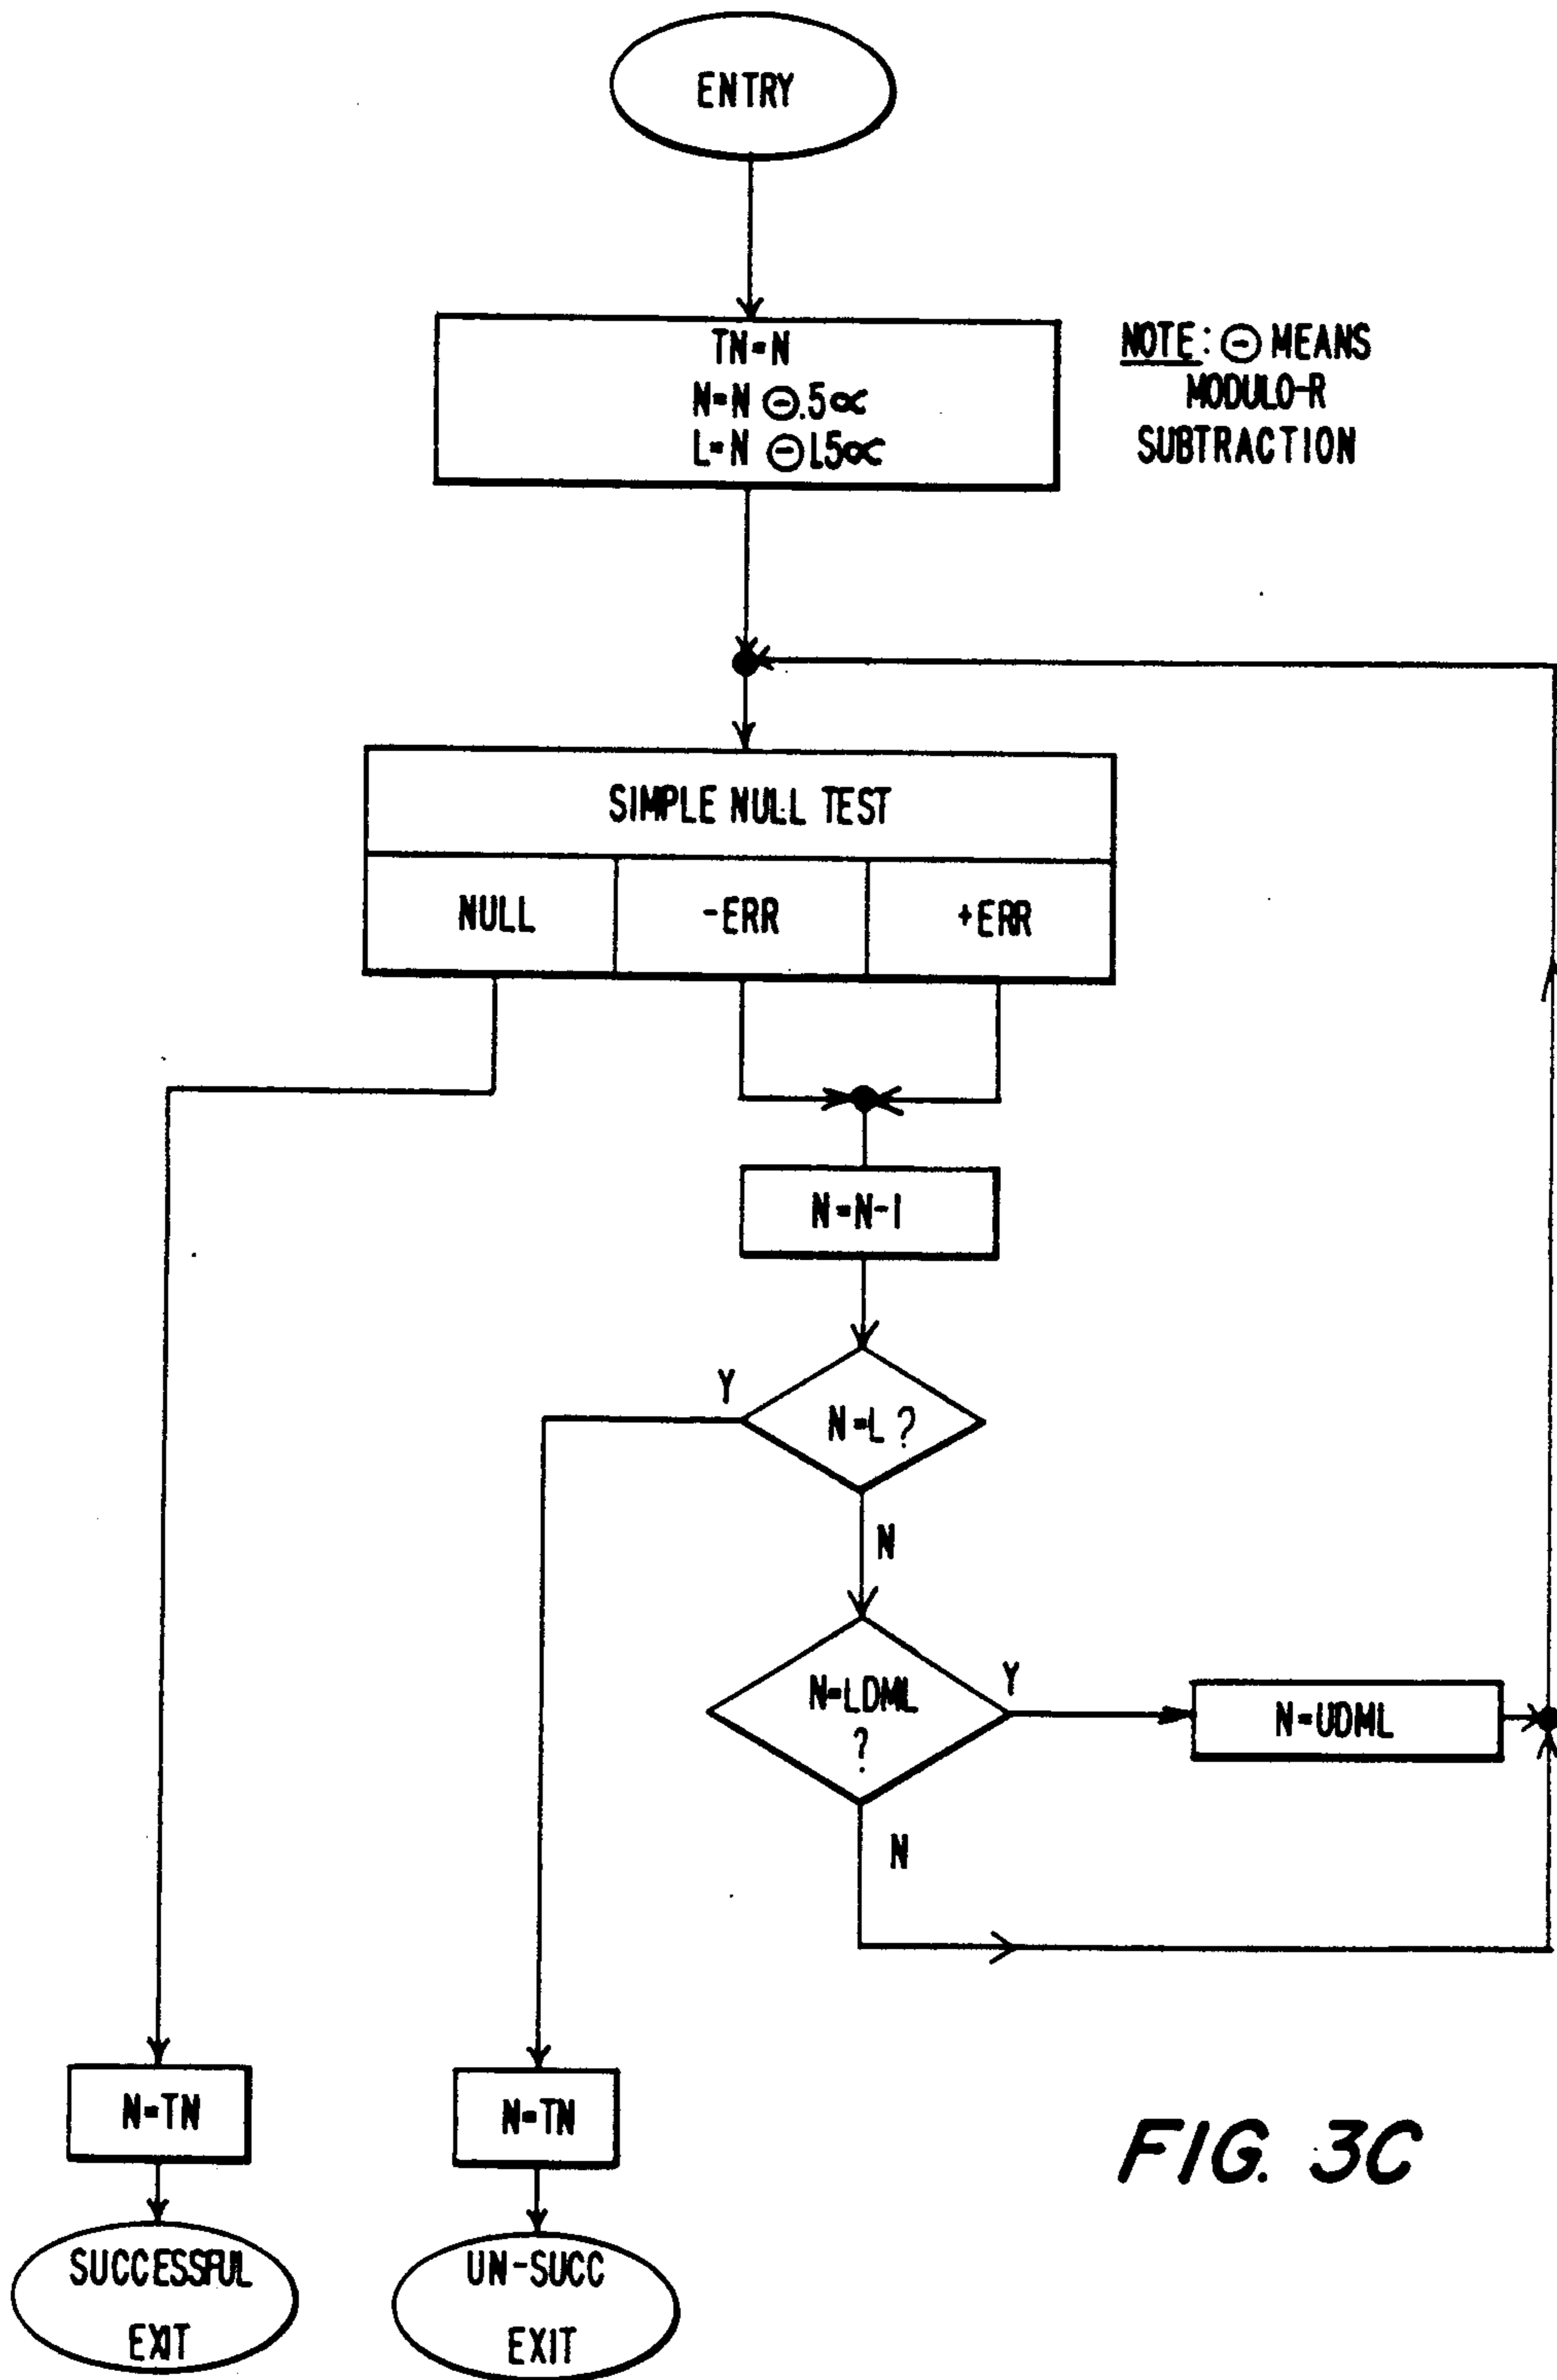 ENTRY
TN=N
N=N ⊖ .5∝
L=N ⊖ 1.5∝
NOTE: ⊖ MEANS
MODULO-R
SUBTRACTION
SIMPLE NULL TEST
NULL
-ERR
+ERR
N=N-1
Y
N=L ?
N
N=LDML
?
Y
N=UDML
N
N=TN
N=TN
SUCCESSFUL
EXIT
UN-SUCC
EXIT
FIG. 3C